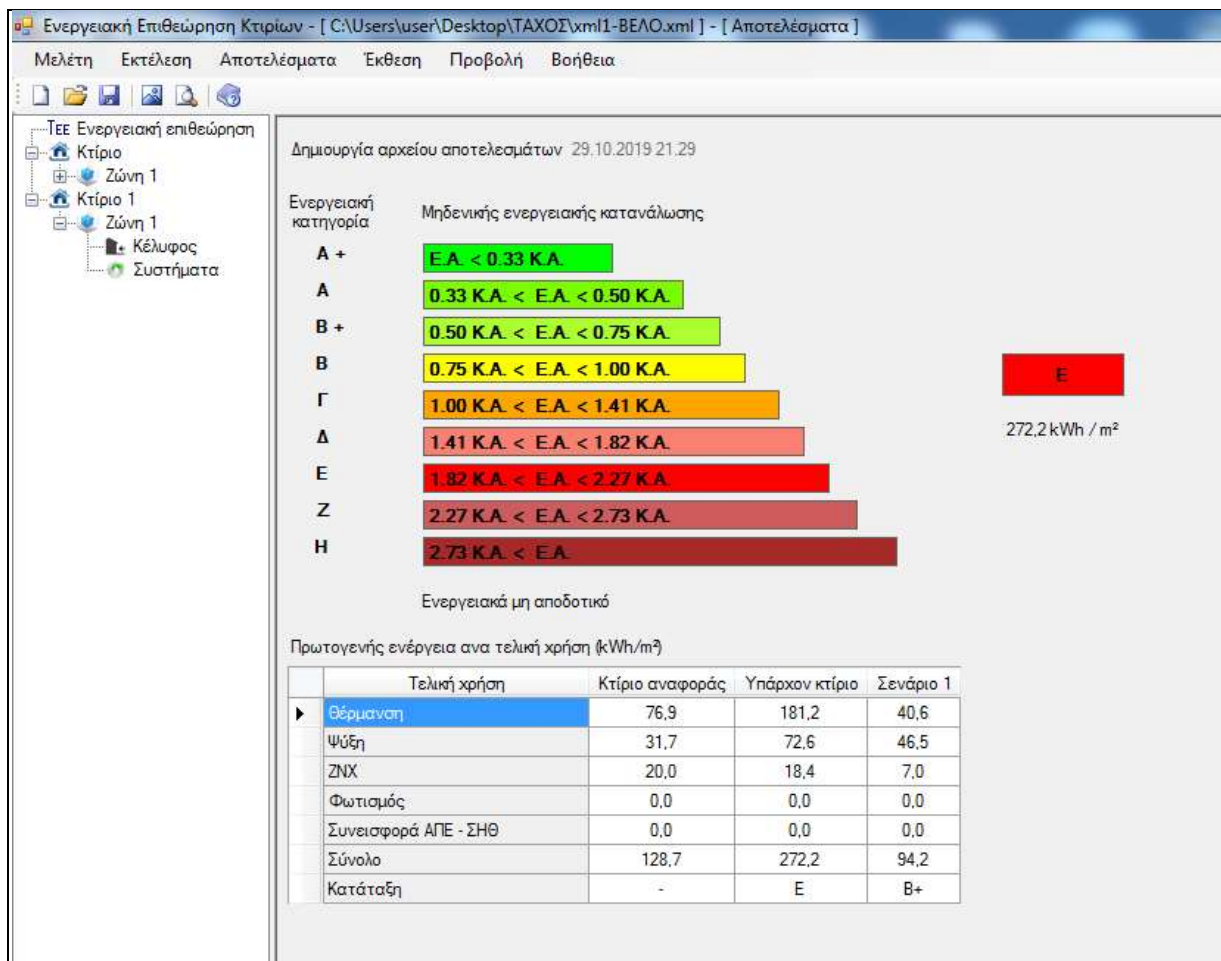 Ενεργειακή Επιθεώρηση Κτιρίων - [ C:\Users\user\Desktop\ΤΑΧΟΣ\xml1-ΒΕΛΟ.xml ] - [ Αποτελέσματα ]
Μελέτη Εκτέλεση Αποτελέσματα Έκθεση Προβολή Βοήθεια
ΤΕΕ Ενεργειακή επιθεώρηση
Κτίριο
Ζώνη 1
Κτίριο 1
Ζώνη 1
Κέλυφος
Συστήματα
Δημιουργία αρχείου αποτελεσμάτων 29.10.2019 21.29
Ενεργειακή
κατηγορία
Μηδενικής ενεργειακής κατανάλωσης
A + E.A. < 0.33 K.A.
A 0.33 K.A. < E.A. < 0.50 K.A.
B + 0.50 K.A. < E.A. < 0.75 K.A.
B 0.75 K.A. < E.A. < 1.00 K.A.
Γ 1.00 K.A. < E.A. < 1.41 K.A.
Δ 1.41 K.A. < E.A. < 1.82 K.A.
E 1.82 K.A. < E.A. < 2.27 K.A.
Z 2.27 K.A. < E.A. < 2.73 K.A.
H 2.73 K.A. < E.A.
Ενεργειακά μη αποδοτικό
E
272,2 kWh / m²
Πρωτογενής ενέργεια ανα τελική χρήση (kWh/m²)
Τελική χρήση Κτίριο αναφοράς Υπάρχον κτίριο Σενάριο 1
Θέρμανση 76,9 181,2 40,6
Ψύξη 31,7 72,6 46,5
ΖΝΧ 20,0 18,4 7,0
Φωτισμός 0,0 0,0 0,0
Συνεισφορά ΑΠΕ - ΣΗΘ 0,0 0,0 0,0
Σύνολο 128,7 272,2 94,2
Κατάταξη - E B+